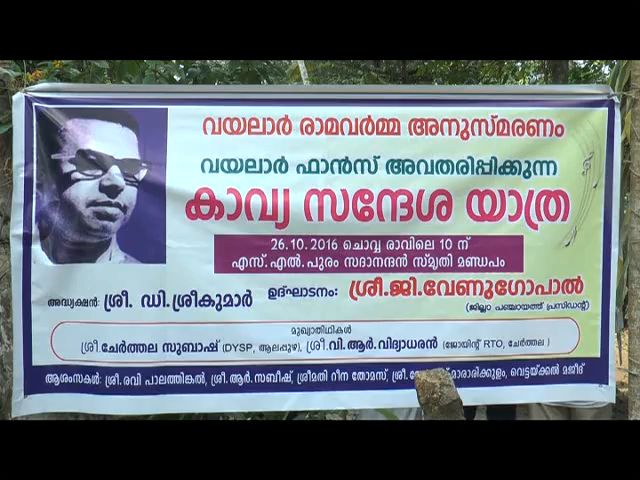 വയലാർ രാമവർമ്മ അനുസ്മരണം
വയലാർ ഫാൻസ് അവതരിപ്പിക്കുന്ന
കാവ്യ സന്ദേശ യാത്ര
26.10.2016 ചൊവ്വ രാവിലെ 10 ന്
എസ്.എൽ.പുരം സദാനന്ദൻ സ്മൃതി മണ്ഡപം
അദ്ധ്യക്ഷൻ: ശ്രീ. ഡി.ശ്രീകുമാർ ഉദ്ഘാടനം: ശ്രീ.ജി.വേണുഗോപാൽ
(ജില്ലാ പഞ്ചായത്ത് പ്രസിഡന്റ്)
മുഖ്യാതിഥികൾ
ശ്രീ.ചേർത്തല സുബാഷ് (DYSP, ആലപ്പുഴ), ശ്രീ.വി.ആർ.വിദ്യാധരൻ (ജോയിന്റ് RTO, ചേർത്തല )
ആശംസകൾ: ശ്രീ.രവി പാലത്തിങ്കൽ, ശ്രീ.ആർ.സബീഷ്, ശ്രീമതി റീന തോമസ്, ശ്രീ. മാരാരിക്കുളം, വെട്ടയ്ക്കൽ മജീദ്